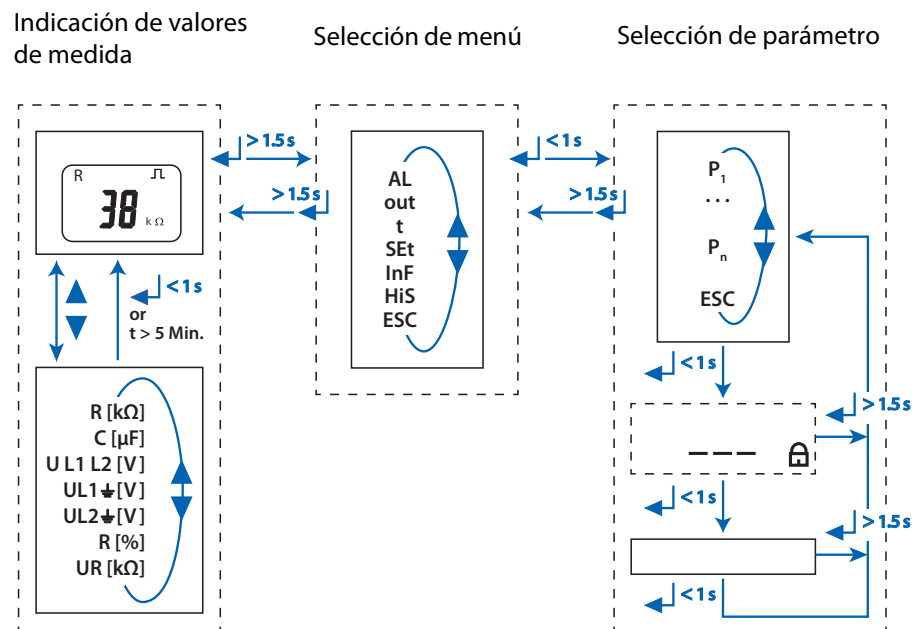 Indicación de valores
de medida
Selección de menú
Selección de parámetro
R
38 kΩ
< 1 s
or
t > 5 Min.
R [kΩ]
C [µF]
U L1 L2 [V]
UL1⏚[V]
UL2⏚[V]
R [%]
UR [kΩ]
> 1.5 s
> 1.5 s
AL
out
t
SEt
InF
HiS
ESC
< 1 s
> 1.5 s
P1
...
Pn
ESC
< 1 s
> 1.5 s
– – –
< 1 s
> 1.5 s
< 1 s